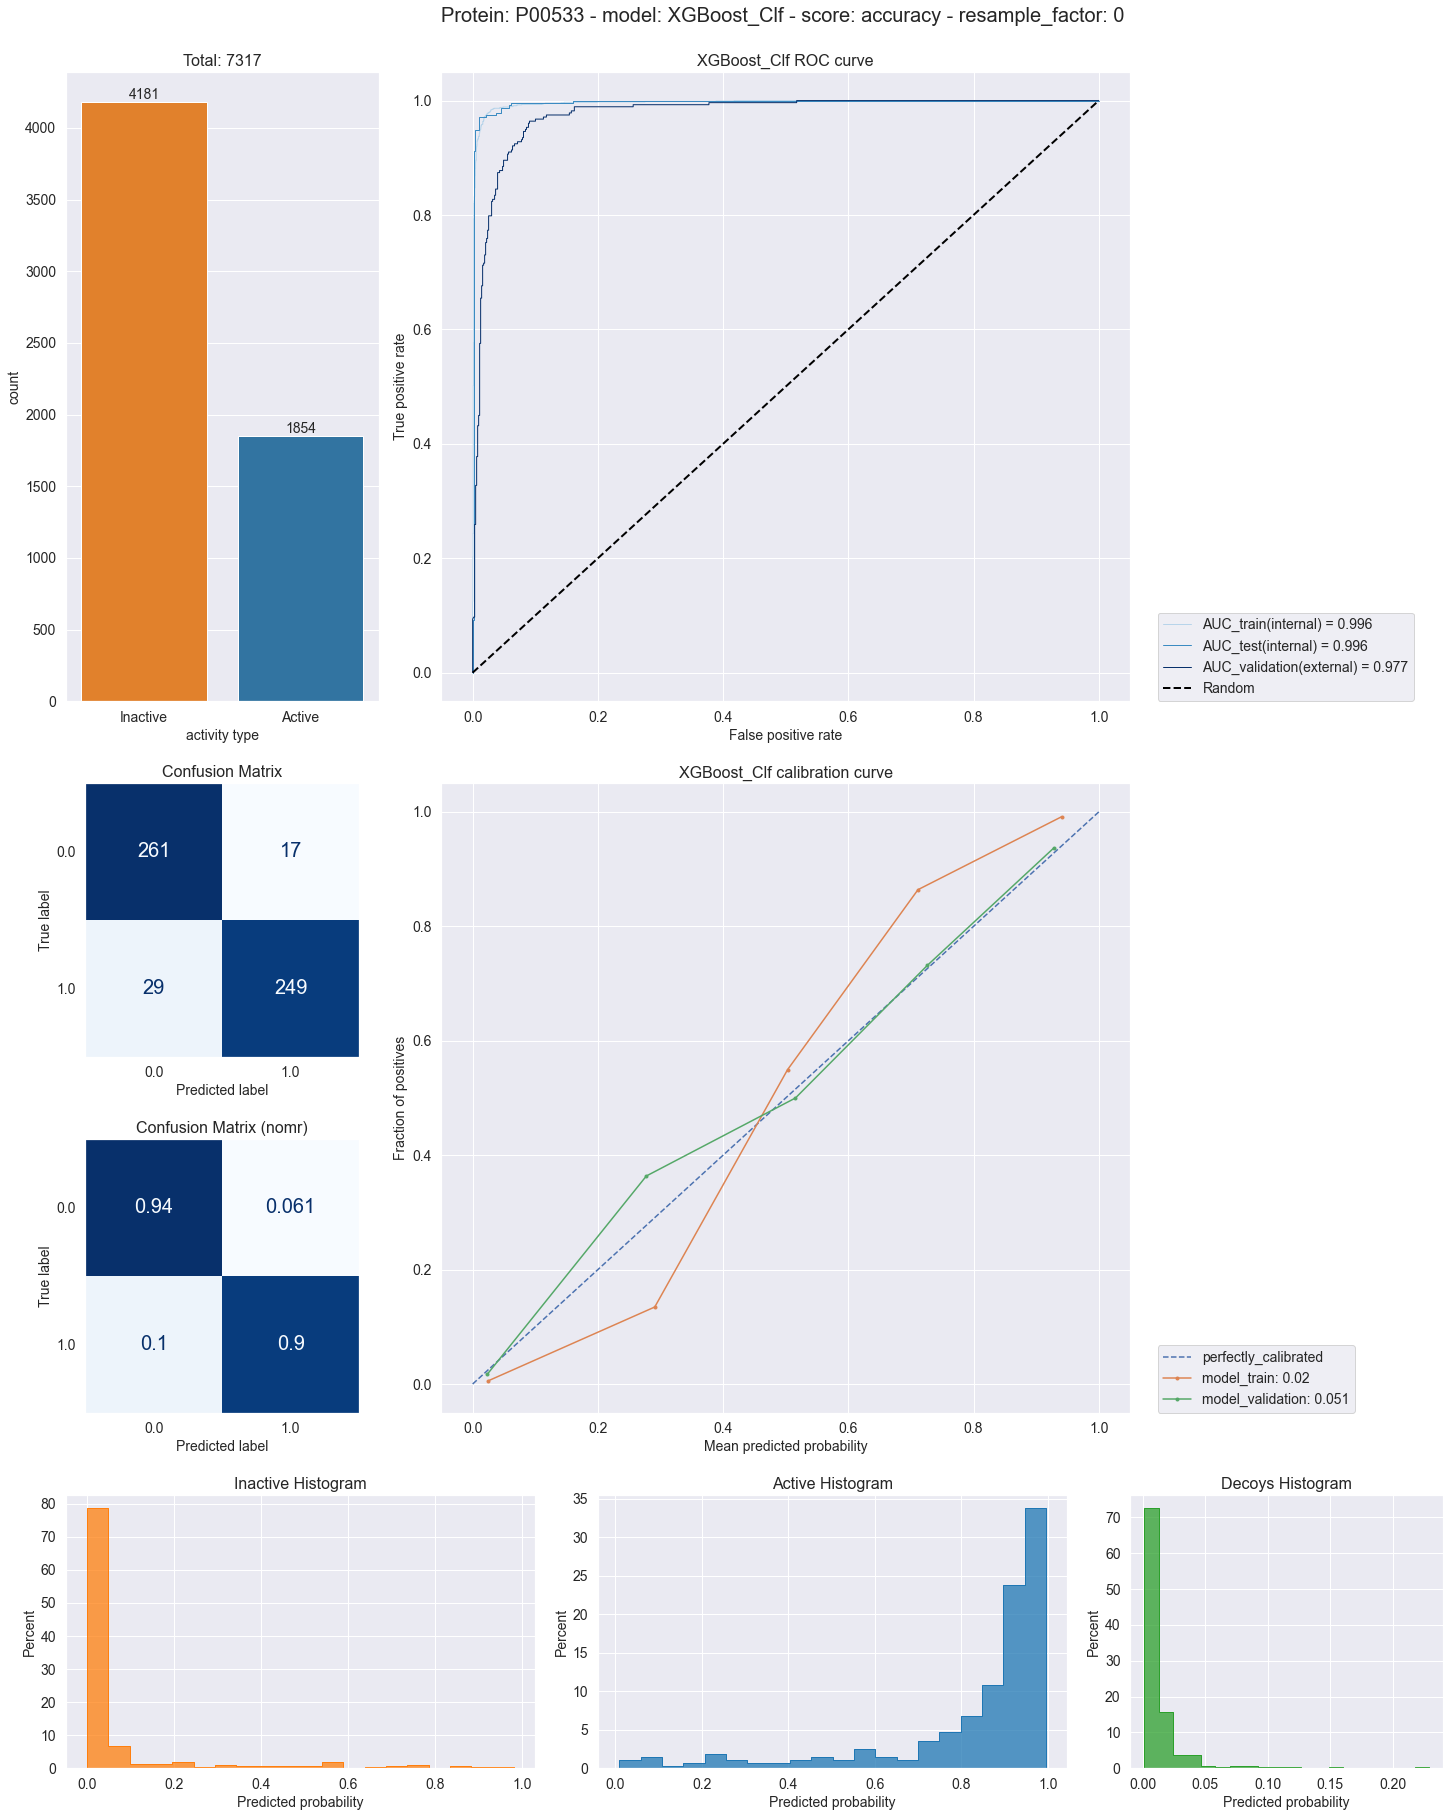 Protein: P00533 - model: XGBoost_Clf - score: accuracy - resample_factor: 0
Total: 7317
4181
1854
4000
3500
3000
2500
2000
1500
1000
500
0
count
Inactive
Active
activity type
XGBoost_Clf ROC curve
1.0
0.8
0.6
0.4
0.2
0.0
True positive rate
0.0
0.2
0.4
0.6
0.8
1.0
False positive rate
AUC_train(internal) = 0.996
AUC_test(internal) = 0.996
AUC_validation(external) = 0.977
Random
Confusion Matrix
0.0
261
17
1.0
29
249
True label
0.0
1.0
Predicted label
Confusion Matrix (nomr)
0.0
0.94
0.061
1.0
0.1
0.9
True label
0.0
1.0
Predicted label
XGBoost_Clf calibration curve
1.0
0.8
0.6
0.4
0.2
0.0
Fraction of positives
0.0
0.2
0.4
0.6
0.8
1.0
Mean predicted probability
perfectly_calibrated
model_train: 0.02
model_validation: 0.051
Inactive Histogram
80
70
60
50
40
30
20
10
0
Percent
0.0
0.2
0.4
0.6
0.8
1.0
Predicted probability
Active Histogram
35
30
25
20
15
10
5
0
Percent
0.0
0.2
0.4
0.6
0.8
1.0
Predicted probability
Decoys Histogram
70
60
50
40
30
20
10
0
Percent
0.00
0.05
0.10
0.15
0.20
Predicted probability